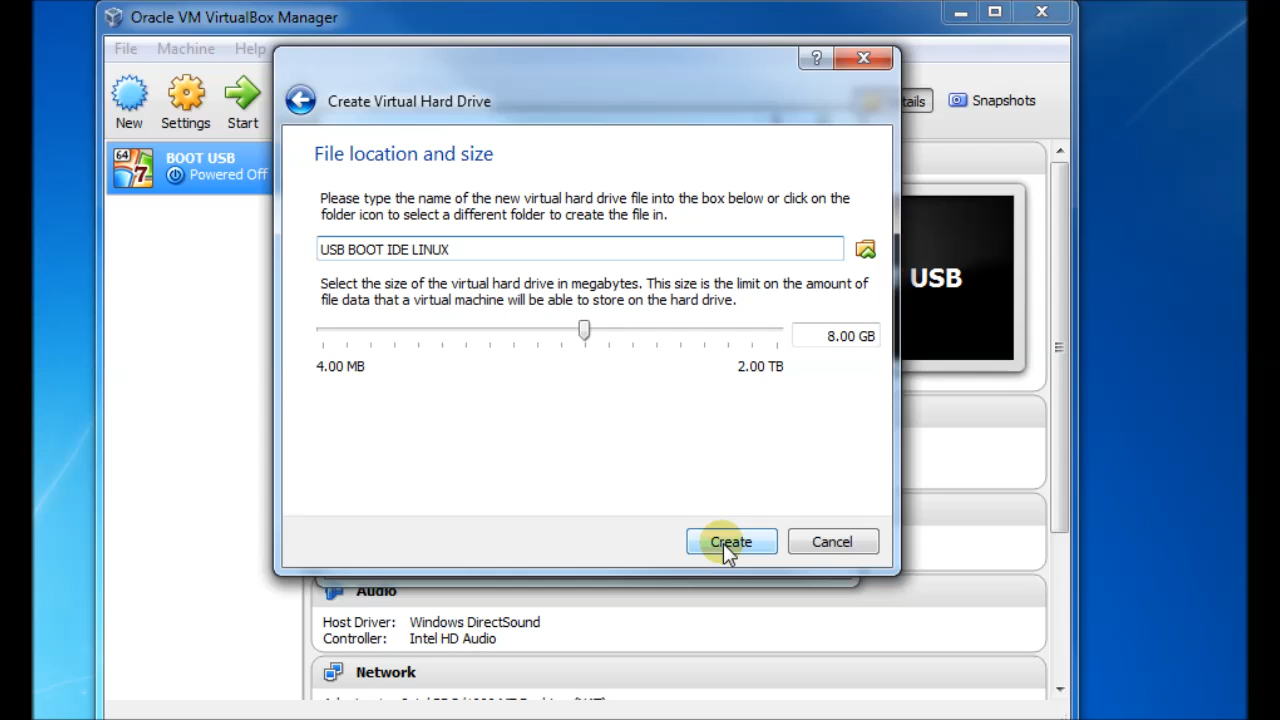 Oracle VM VirtualBox Manager
File Machine Help
New Settings Start
Snapshots
64
7
BOOT USB
Powered Off
Create Virtual Hard Drive
?
File location and size
Please type the name of the new virtual hard drive file into the box below or click on the
folder icon to select a different folder to create the file in.
USB BOOT IDE LINUX
Select the size of the virtual hard drive in megabytes. This size is the limit on the amount of
file data that a virtual machine will be able to store on the hard drive.
8.00 GB
4.00 MB 2.00 TB
USB
Create Cancel
Audio
Host Driver: Windows DirectSound
Controller: Intel HD Audio
Network